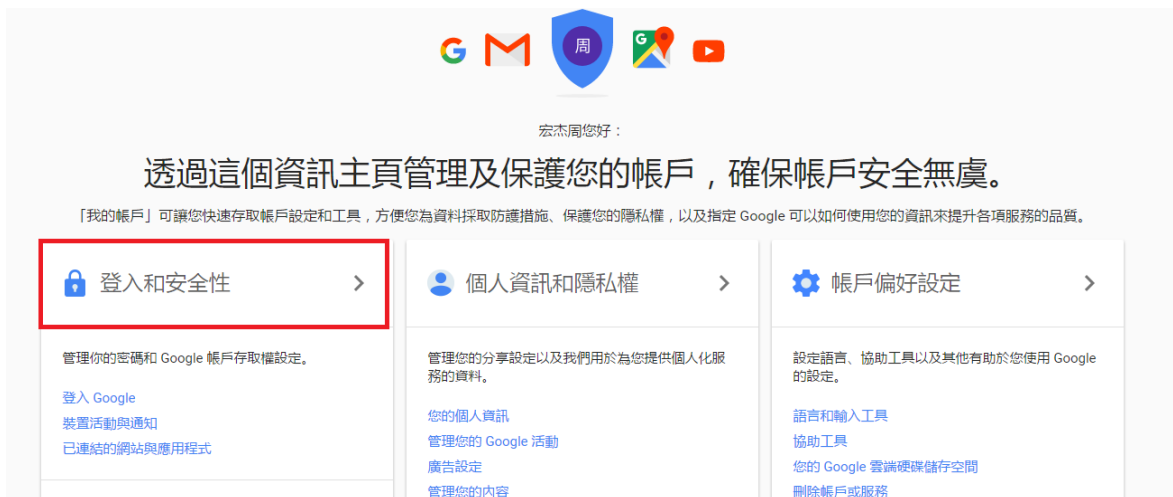 周
G
宏杰周您好：
透過這個資訊主頁管理及保護您的帳戶，確保帳戶安全無虞。
「我的帳戶」可讓您快速存取帳戶設定和工具，方便您為資料採取防護措施、保護您的隱私權，以及指定 Google 可以如何使用您的資訊來提升各項服務的品質。
登入和安全性
管理你的密碼和 Google 帳戶存取權設定。
登入 Google
裝置活動與通知
已連結的網站與應用程式
個人資訊和隱私權
管理您的分享設定以及我們用於為您提供個人化服
務的資料。
您的個人資訊
管理您的 Google 活動
廣告設定
管理您的內容
帳戶偏好設定
設定語言、協助工具以及其他有助於您使用 Google
的設定。
語言和輸入工具
協助工具
您的 Google 雲端硬碟儲存空間
刪除帳戶或服務